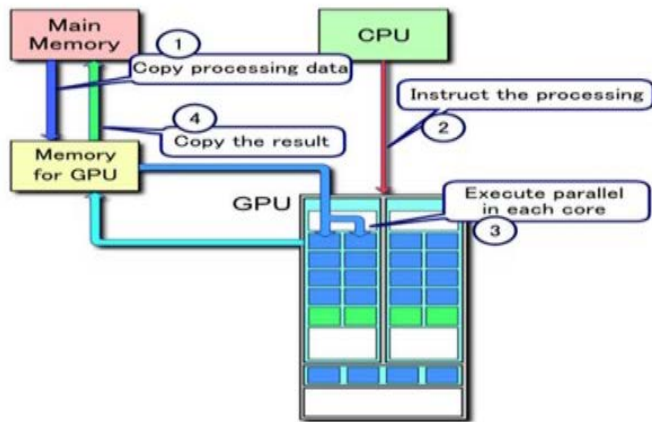 Main
Memory
CPU
1
Copy processing data
Instruct the processing
2
4
Copy the result
Memory
for GPU
GPU
Execute parallel
in each core
3